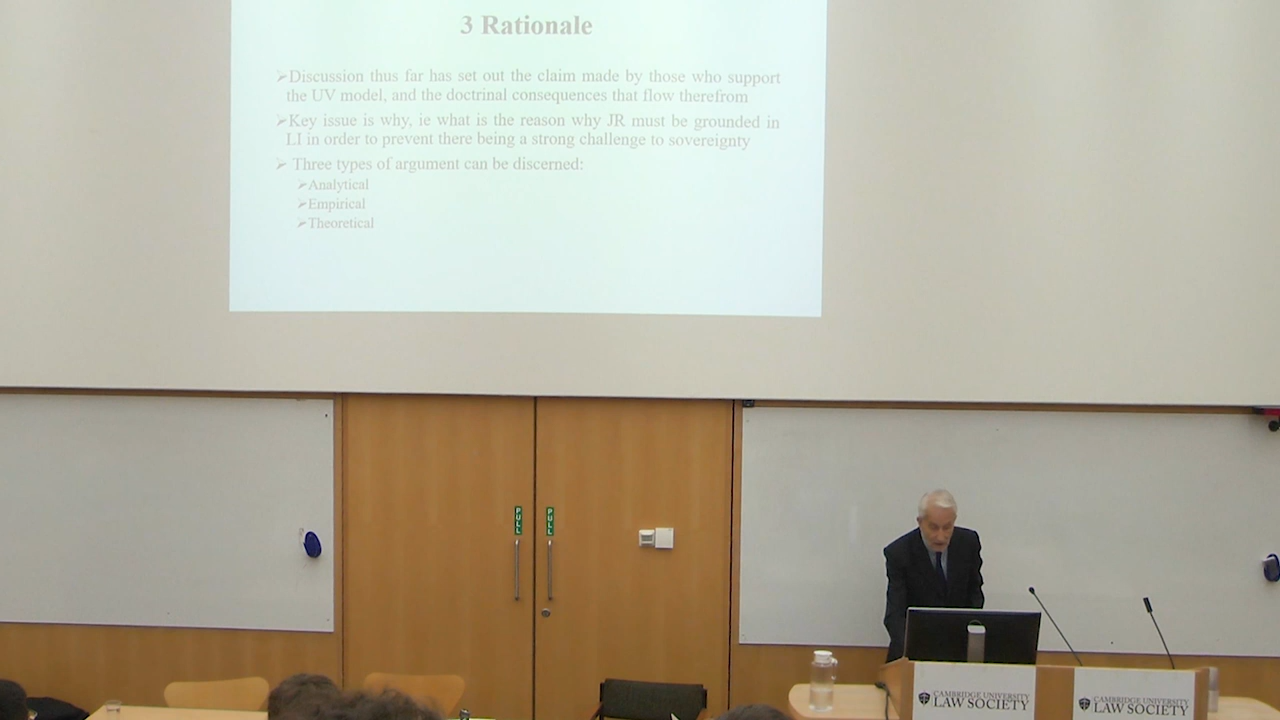 3 Rationale
➢Discussion thus far has set out the claim made by those who support
the UV model, and the doctrinal consequences that flow therefrom
➢Key issue is why, ie what is the reason why JR must be grounded in
LI in order to prevent there being a strong challenge to sovereignty
➢ Three types of argument can be discerned:
➢Analytical
➢Empirical
➢Theoretical
PULL
PULL
CAMBRIDGE UNIVERSITY
LAW SOCIETY
CAMBRIDGE UNIVERSITY
LAW SOCIETY